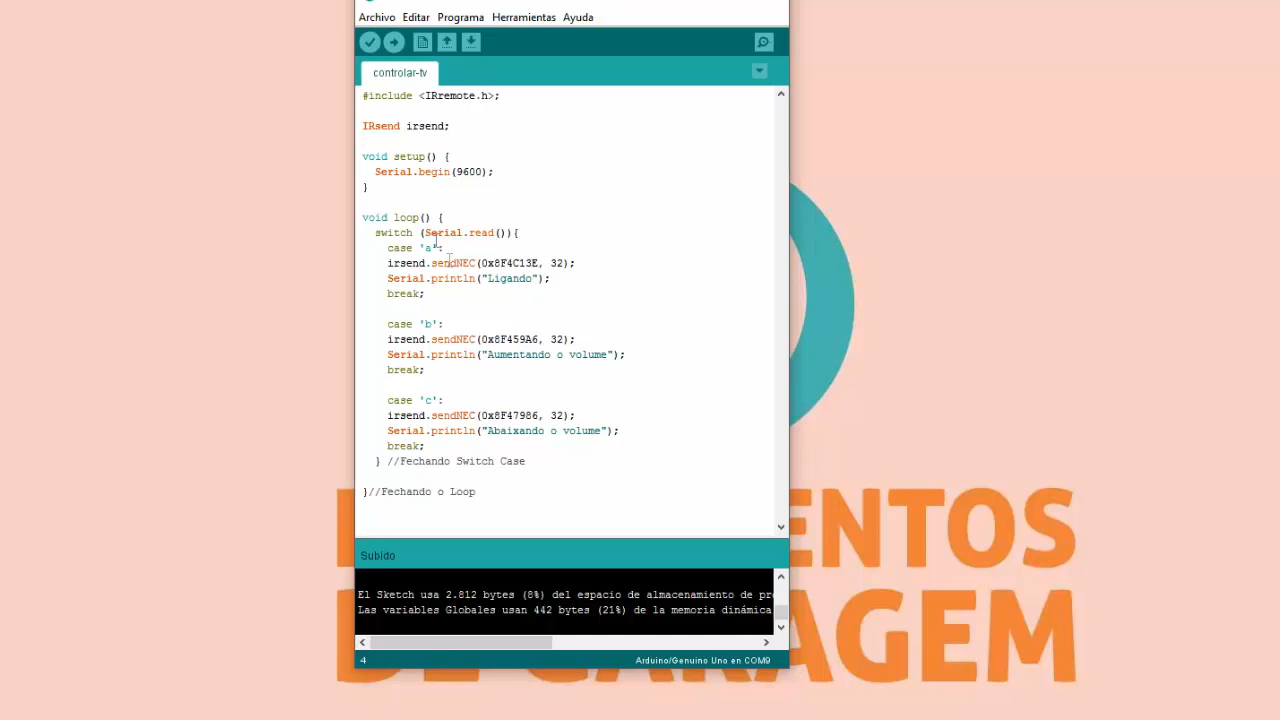 Archivo Editar Programa Herramientas Ayuda
controlar-tv
#include <IRremote.h>;
IRsend irsend;
void setup() {
Serial.begin(9600);
}
void loop() {
switch (Serial.read()){
case 'a':
irsend.sendNEC(0x8F4C13E, 32);
Serial.println("Ligando");
break;
case 'b':
irsend.sendNEC(0x8F459A6, 32);
Serial.println("Aumentando o volume");
break;
case 'c':
irsend.sendNEC(0x8F47986, 32);
Serial.println("Abaixando o volume");
break;
} //Fechando Switch Case
}//Fechando o Loop
Subido
El Sketch usa 2.812 bytes (8%) del espacio de almacenamiento de pr
Las variables Globales usan 442 bytes (21%) de la memoria dinámica
4
Arduino/Genuino Uno en COM9
ENTOS
AGEM